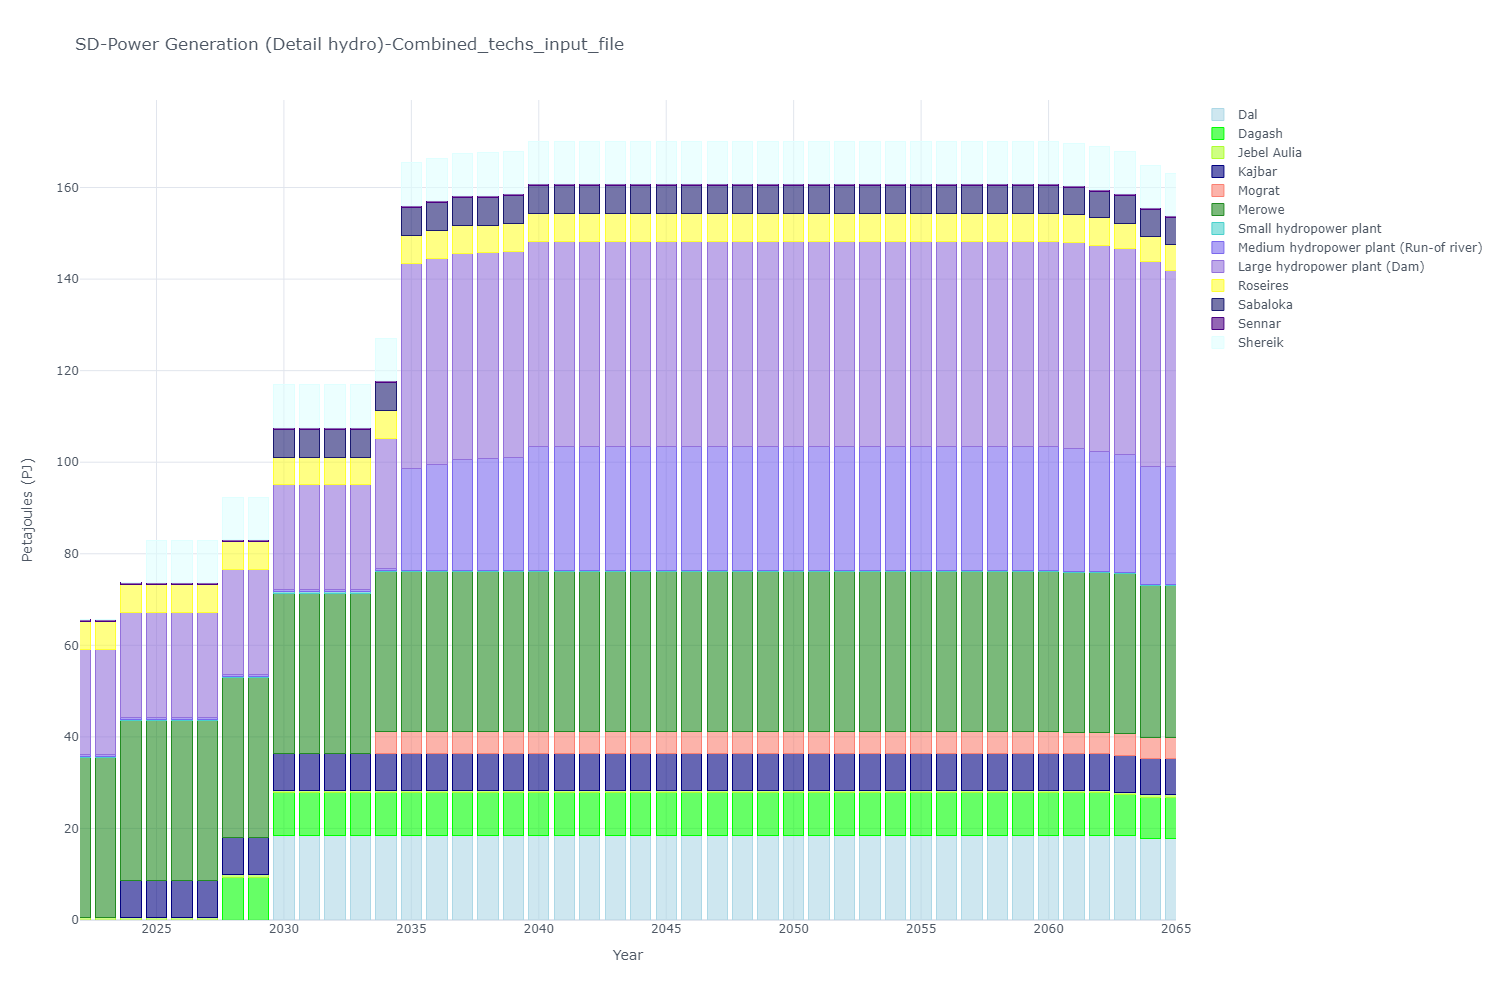 SD-Power Generation (Detail hydro)-Combined_techs_input_file
Petajoules (PJ)
160
140
120
100
80
60
40
20
0
2025
2030
2035
2040
2045
2050
2055
2060
2065
Year
Dal
Dagash
Jebel Aulia
Kajbar
Mograt
Merowe
Small hydropower plant
Medium hydropower plant (Run-of river)
Large hydropower plant (Dam)
Roseires
Sabaloka
Sennar
Shereik